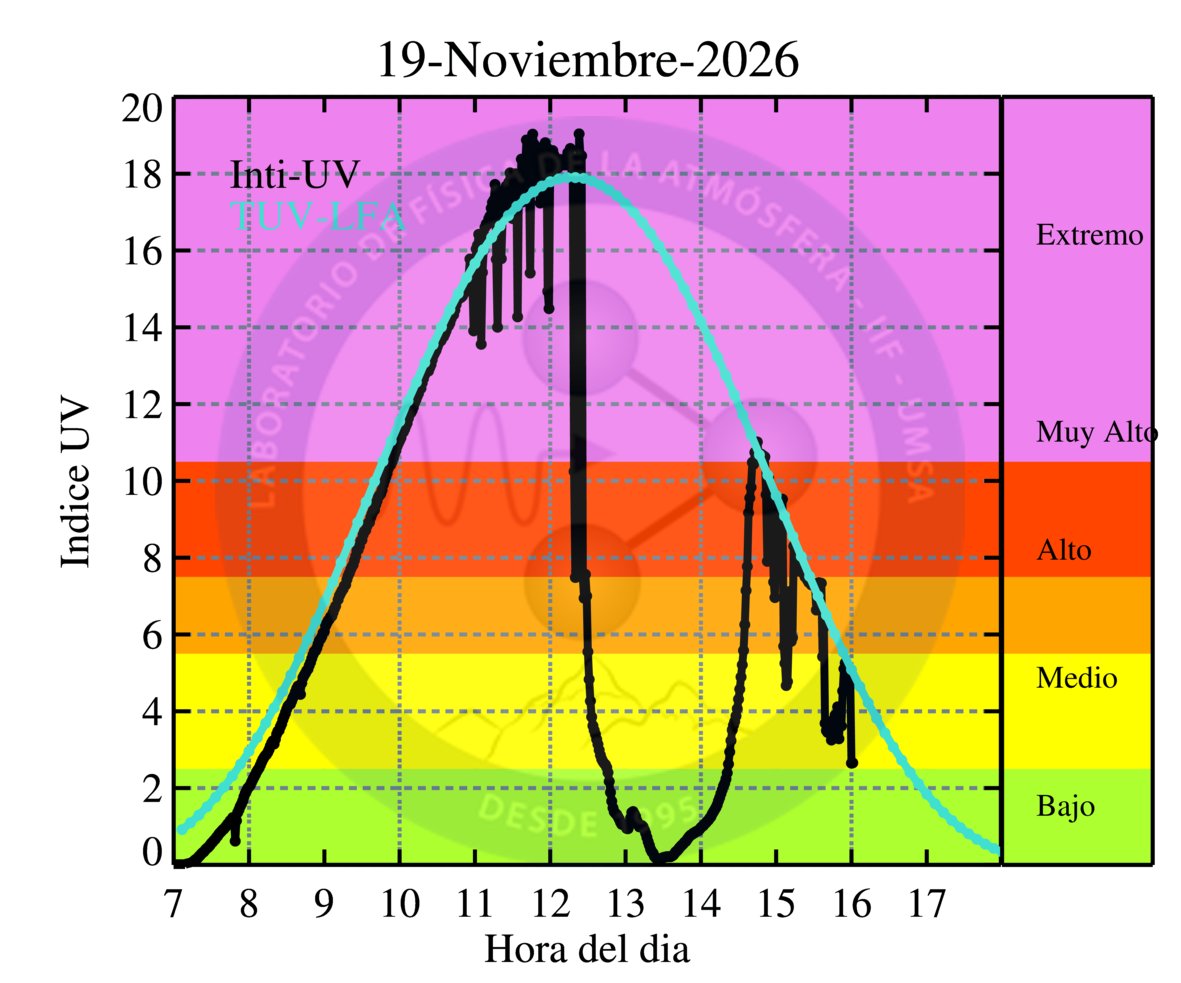 19-Noviembre-2026
Indice UV
20
18
16
14
12
10
8
6
4
2
0
Inti-UV
TUV-LFA
LABORATORIO DE FÍSICA DE LA ATMÓSFERA - IIF - UMSA
DESDE 1995
Extremo
Muy Alto
Alto
Medio
Bajo
7 8 9 10 11 12 13 14 15 16 17
Hora del dia